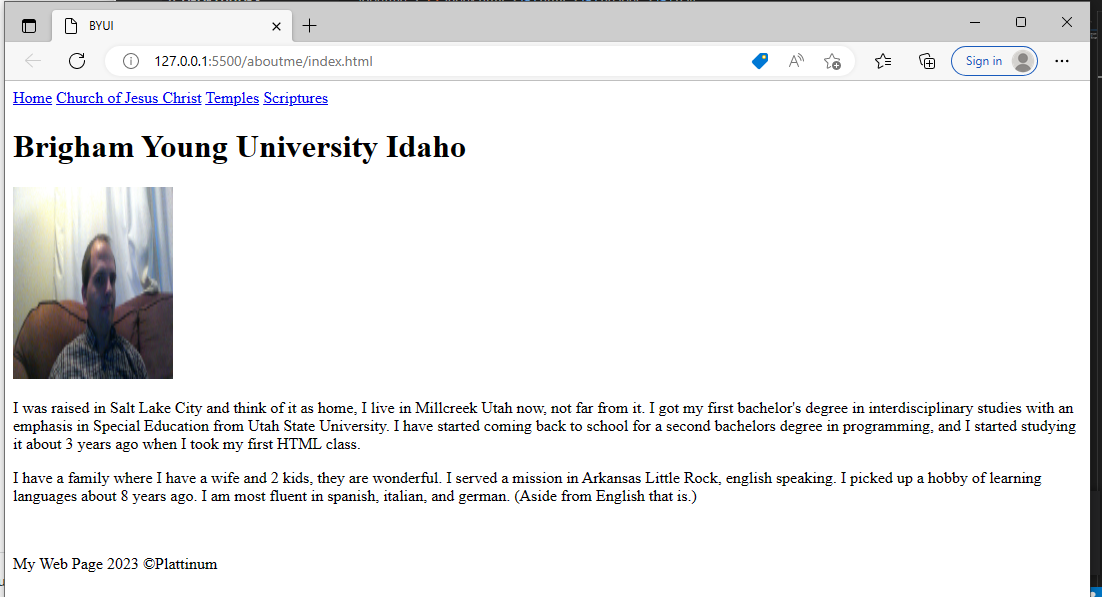 BYUI
127.0.0.1:5500/aboutme/index.html
Sign in
Home Church of Jesus Christ Temples Scriptures
Brigham Young University Idaho
I was raised in Salt Lake City and think of it as home, I live in Millcreek Utah now, not far from it. I got my first bachelor's degree in interdisciplinary studies with an
emphasis in Special Education from Utah State University. I have started coming back to school for a second bachelors degree in programming, and I started studying
it about 3 years ago when I took my first HTML class.
I have a family where I have a wife and 2 kids, they are wonderful. I served a mission in Arkansas Little Rock, english speaking. I picked up a hobby of learning
languages about 8 years ago. I am most fluent in spanish, italian, and german. (Aside from English that is.)
My Web Page 2023 ©Plattinum